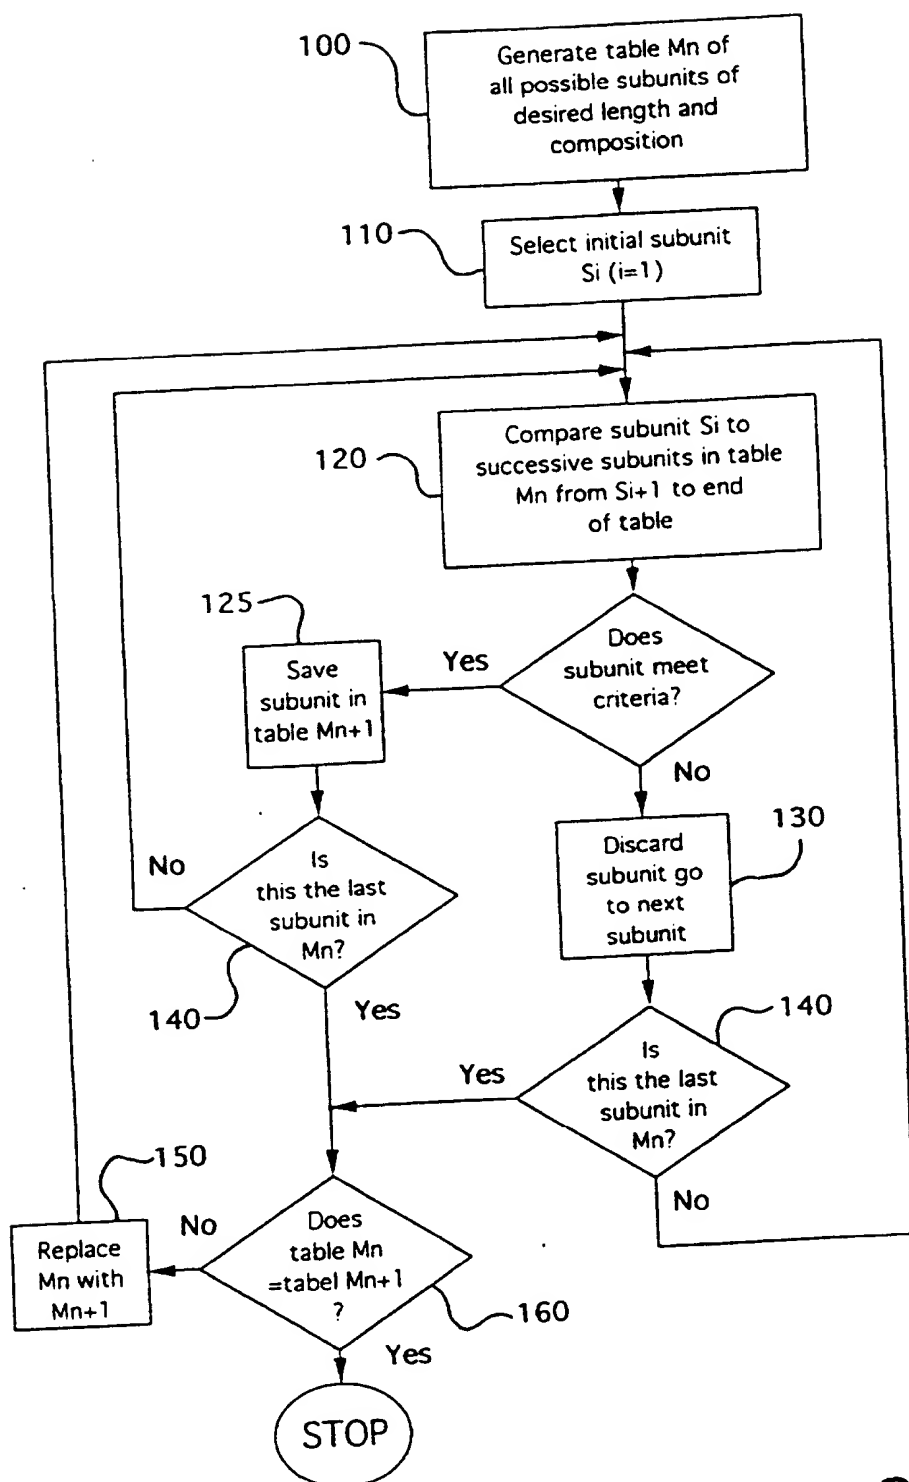 100
Generate table Mn of
all possible subunits of
desired length and
composition
110
Select initial subunit
Si (i=1)
120
Compare subunit Si to
successive subunits in table
Mn from Si+1 to end
of table
125
Save
subunit in
table Mn+1
Yes
Does
subunit meet
criteria?
No
130
Discard
subunit go
to next
subunit
No
Is
this the last
subunit in
Mn?
140
Yes
140
Is
this the last
subunit in
Mn?
Yes
No
150
Replace
Mn with
Mn+1
No
Does
table Mn
=tabel Mn+1
?
160
Yes
STOP